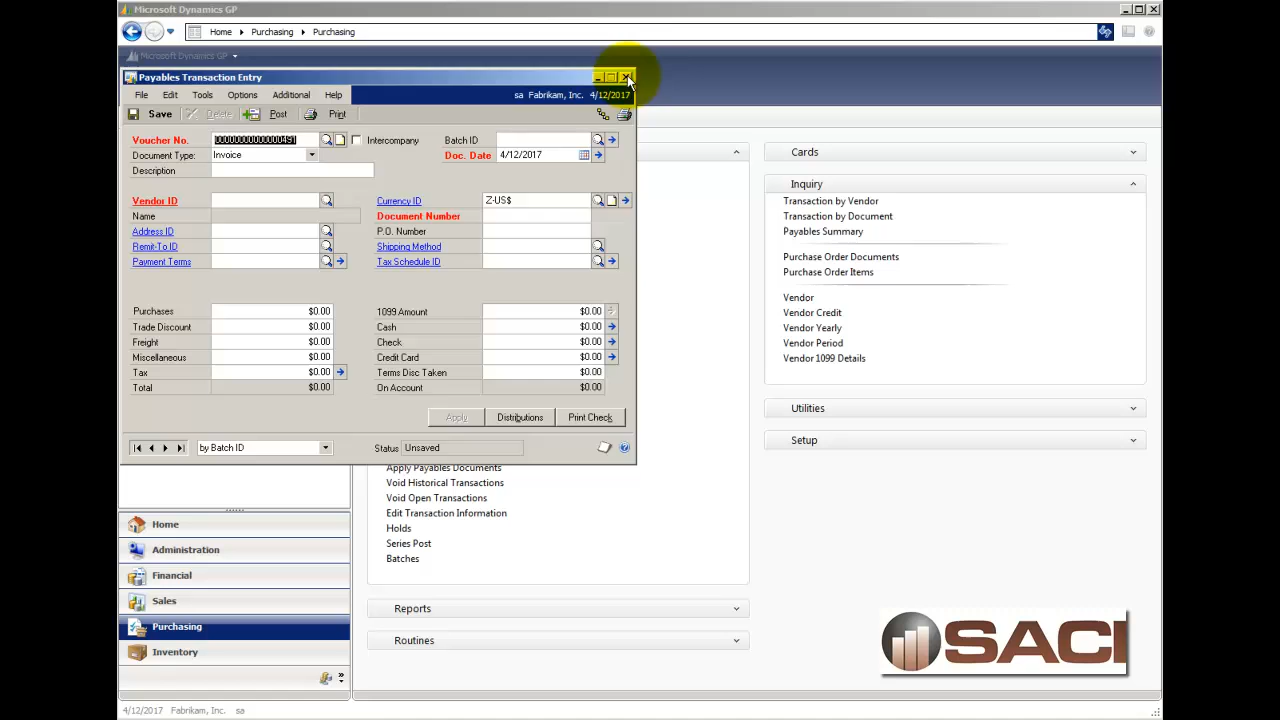 Microsoft Dynamics GP
Home Purchasing Purchasing
Microsoft Dynamics GP
Payables Transaction Entry
File Edit Tools Options Additional Help sa Fabrikam, Inc. 4/12/2017
Save Delete Post Print
Voucher No. 00000000000000491 Intercompany Batch ID
Document Type: Invoice Doc. Date 4/12/2017
Description
Vendor ID Currency ID Z-US$
Name Document Number
Address ID P.O. Number
Remit-To ID Shipping Method
Payment Terms Tax Schedule ID
Purchases $0.00 1099 Amount $0.00
Trade Discount $0.00 Cash $0.00
Freight $0.00 Check $0.00
Miscellaneous $0.00 Credit Card $0.00
Tax $0.00 Terms Disc Taken $0.00
Total $0.00 On Account $0.00
Apply Distributions Print Check
by Batch ID Status Unsaved
Apply Payables Documents
Void Historical Transactions
Void Open Transactions
Edit Transaction Information
Holds
Series Post
Batches
Reports
Routines
Cards
Inquiry
Transaction by Vendor
Transaction by Document
Payables Summary
Purchase Order Documents
Purchase Order Items
Vendor
Vendor Credit
Vendor Yearly
Vendor Period
Vendor 1099 Details
Utilities
Setup
Home
Administration
Financial
Sales
Purchasing
Inventory
SACI
4/12/2017 Fabrikam, Inc. sa